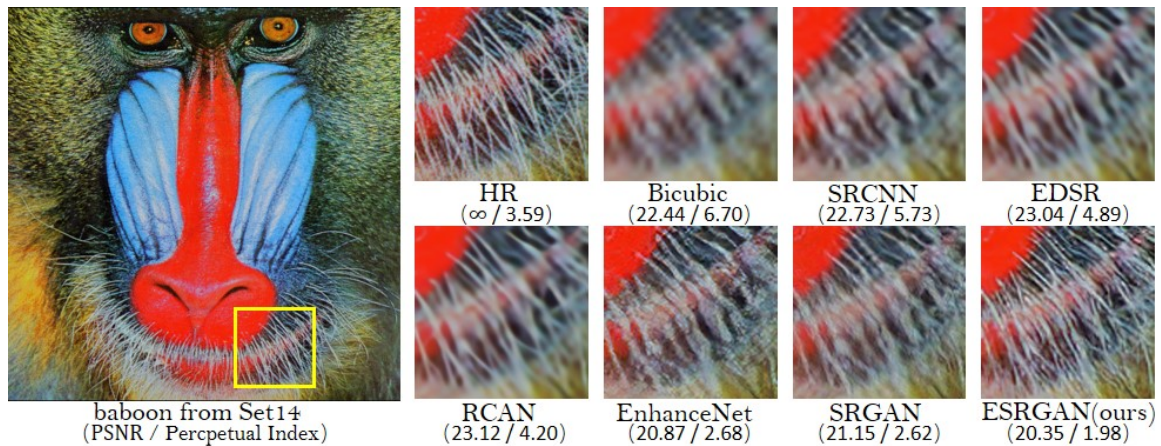 HR
(∞ / 3.59)
Bicubic
(22.44 / 6.70)
SRCNN
(22.73 / 5.73)
EDSR
(23.04 / 4.89)
baboon from Set14
(PSNR / Percpetual Index)
RCAN
(23.12 / 4.20)
EnhanceNet
(20.87 / 2.68)
SRGAN
(21.15 / 2.62)
ESRGAN(ours)
(20.35 / 1.98)